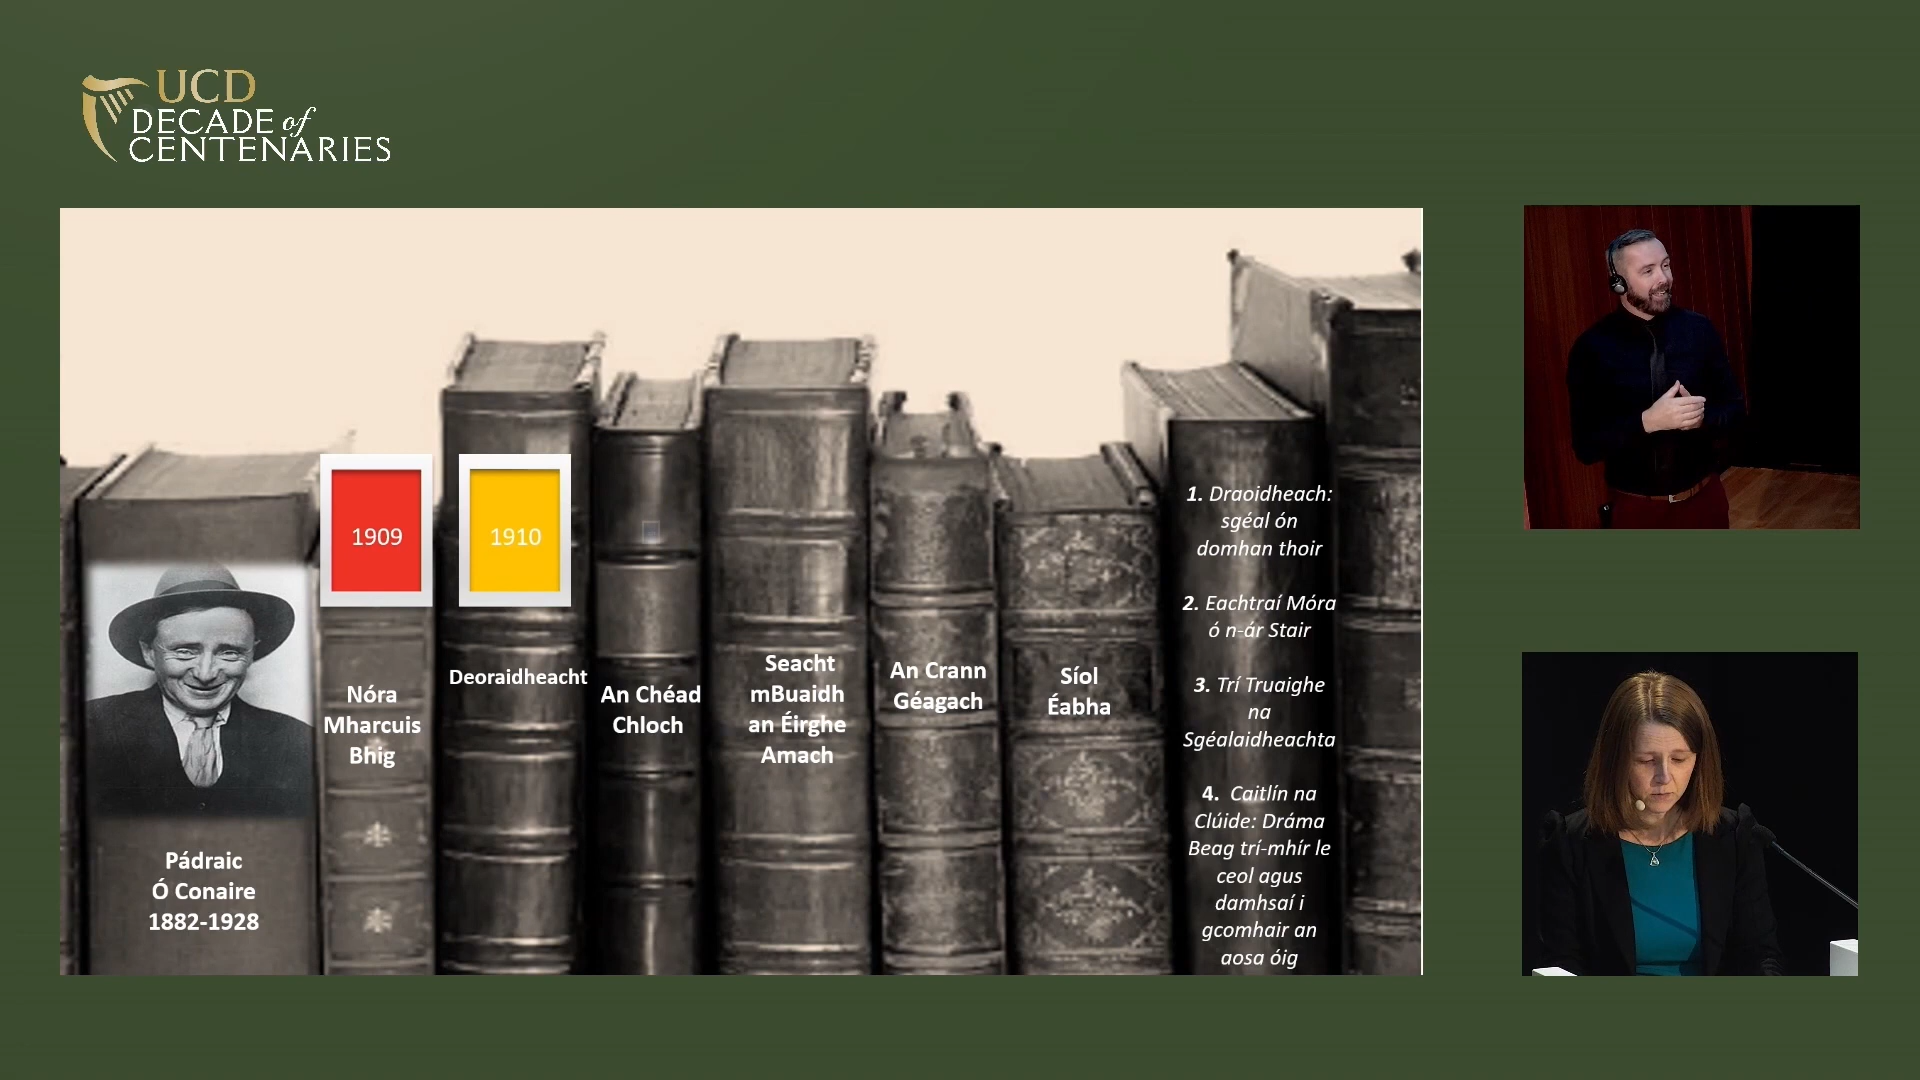 UCD
DECADE of
CENTENARIES
1909
1910
Pádraic
Ó Conaire
1882-1928
Nóra
Mharcuis
Bhig
Deoraidheacht
An Chéad
Chloch
Seacht
mBuaidh
an Éirghe
Amach
An Crann
Géagach
Síol
Éabha
1. Draoidheach:
sgéal ón
domhan thoir
2. Eachtraí Móra
ó n-ár Stair
3. Trí Truaighe
na
Sgéalaidheachta
4. Caitlín na
Clúide: Dráma
Beag trí-mhír le
ceol agus
damhsaí i
gcomhair an
aosa óig